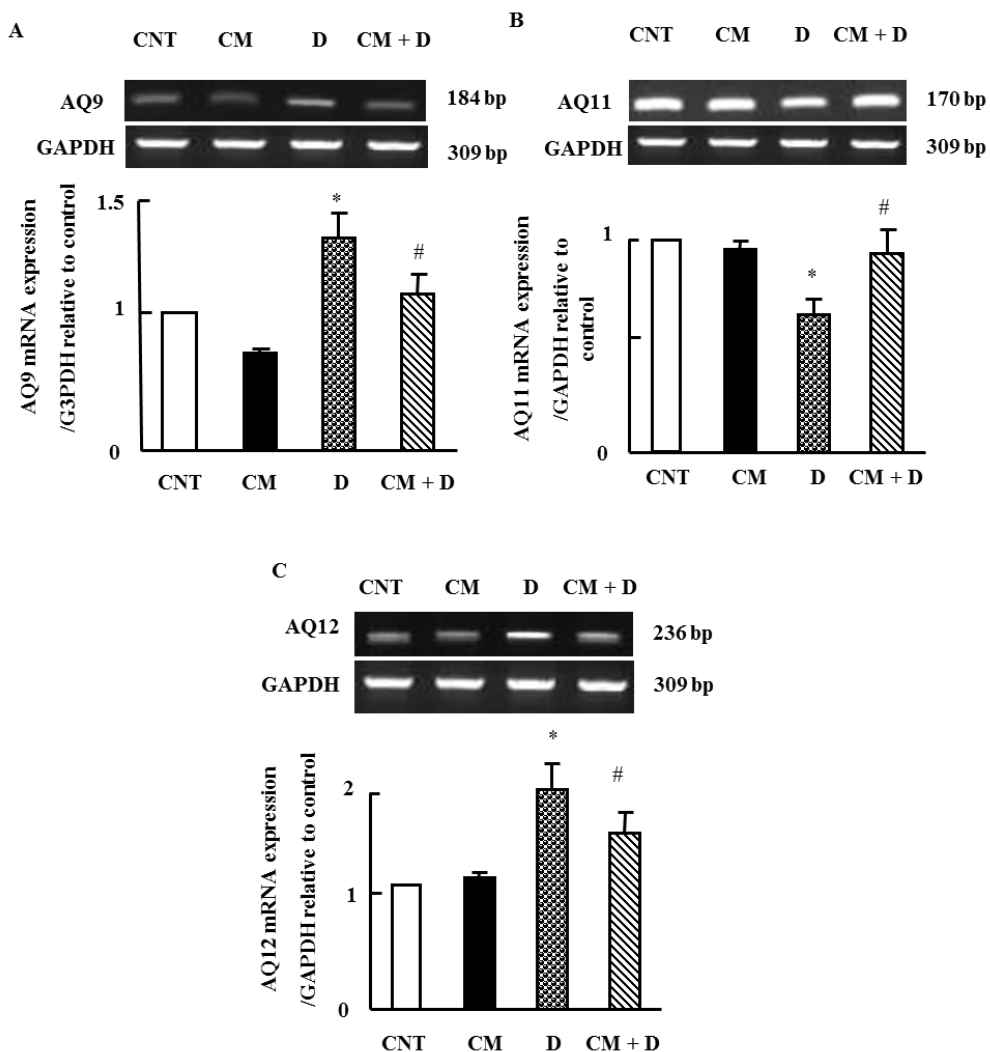 A
CNT CM D CM + D
AQ9 184 bp
GAPDH 309 bp
AQ9 mRNA expression
/G3PDH relative to control
1.5
1
0
*
#
CNT CM D CM + D
B
CNT CM D CM + D
AQ11 170 bp
GAPDH 309 bp
AQ11 mRNA expression
/GAPDH relative to
control
1
0
*
#
CNT CM D CM + D
C
CNT CM D CM + D
AQ12 236 bp
GAPDH 309 bp
AQ12 mRNA expression
/GAPDH relative to control
2
1
0
*
#
CNT CM D CM + D